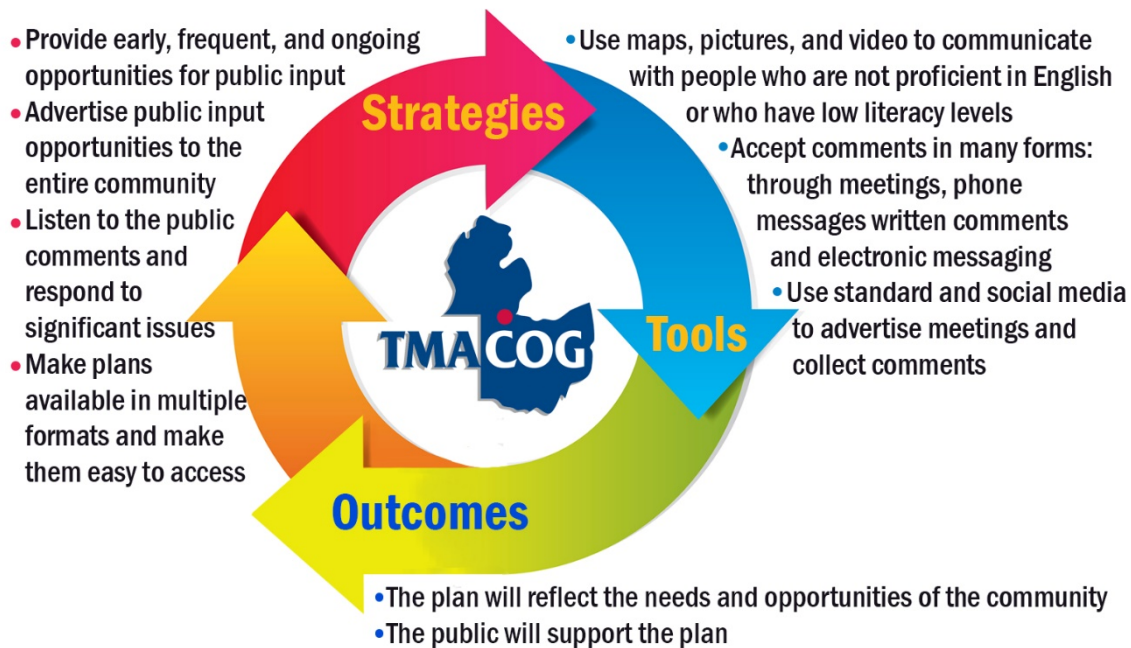 Strategies
• Provide early, frequent, and ongoing
opportunities for public input
• Advertise public input
opportunities to the
entire community
• Listen to the public
comments and
respond to
significant issues
• Make plans
available in multiple
formats and make
them easy to access
Tools
• Use maps, pictures, and video to communicate
with people who are not proficient in English
or who have low literacy levels
• Accept comments in many forms:
through meetings, phone
messages written comments
and electronic messaging
• Use standard and social media
to advertise meetings and
collect comments
TMACOG
Outcomes
• The plan will reflect the needs and opportunities of the community
• The public will support the plan